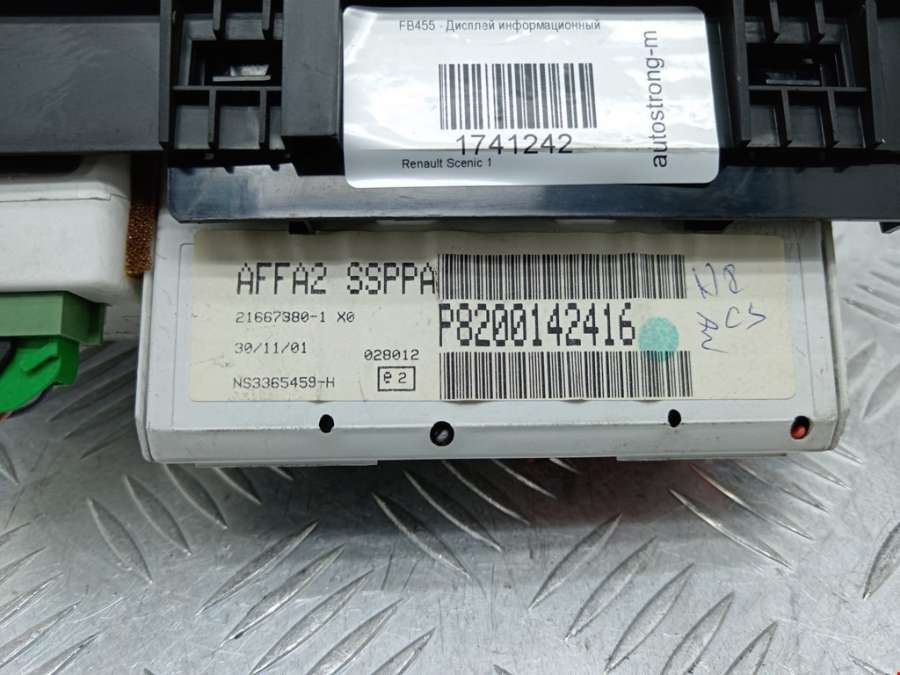 FB455 - Дисплей информационный
1741242
Renault Scenic 1
autostrong-m
AFFA2 SSPPA
21667380-1 X0
P8200142416
30/11/01
028012
NS3365459-H
e2